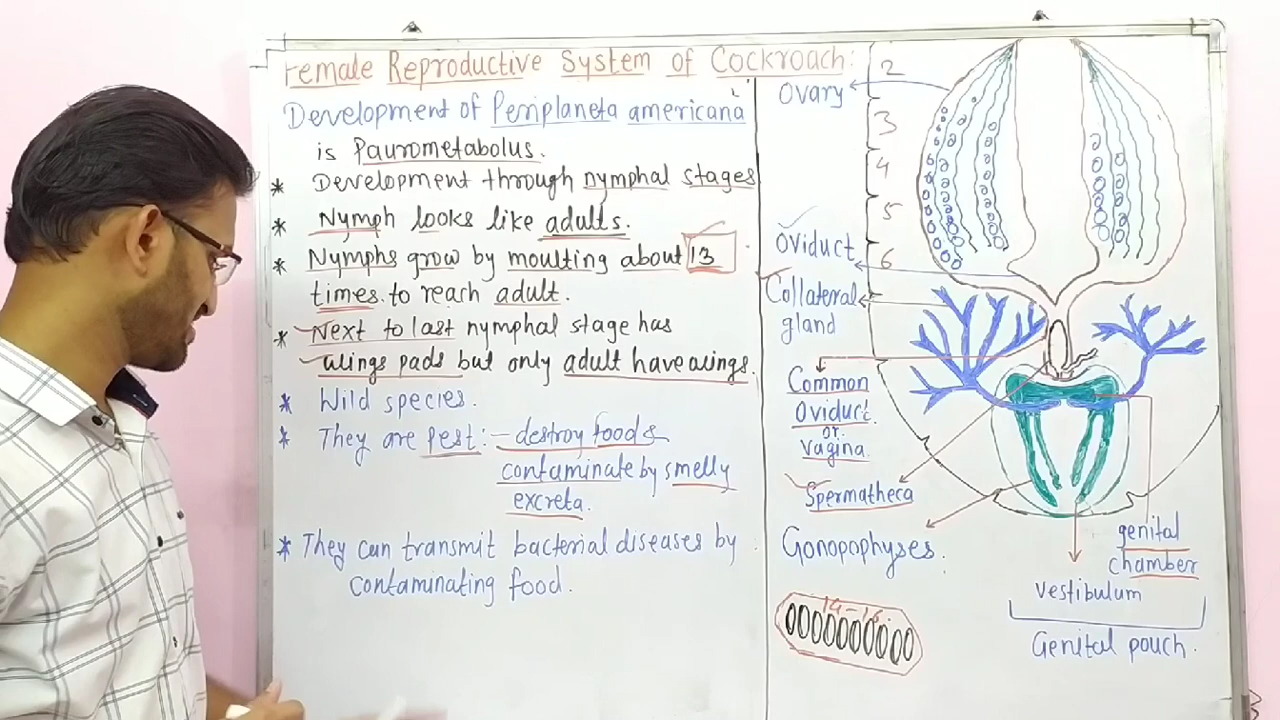 Female Reproductive System of Cockroach:
Development of Periplaneta americana
is Paurometabolus.
* Development through nymphal stages
* Nymph looks like adults.
* Nymphs grow by moulting about 13
times to reach adult.
* Next to last nymphal stage has
wings pads but only adult have wings.
* Wild species.
* They are Pest: - destroy foods
contaminate by smelly
excreta.
* They can transmit bacterial diseases by
contaminating food.
Ovary
2
3
4
5
6
Oviduct
Collateral
gland
Common
Oviduct
or
vagina.
Spermatheca
Gonopophyses.
14-16.
genital
chamber
vestibulum
Genital pouch.